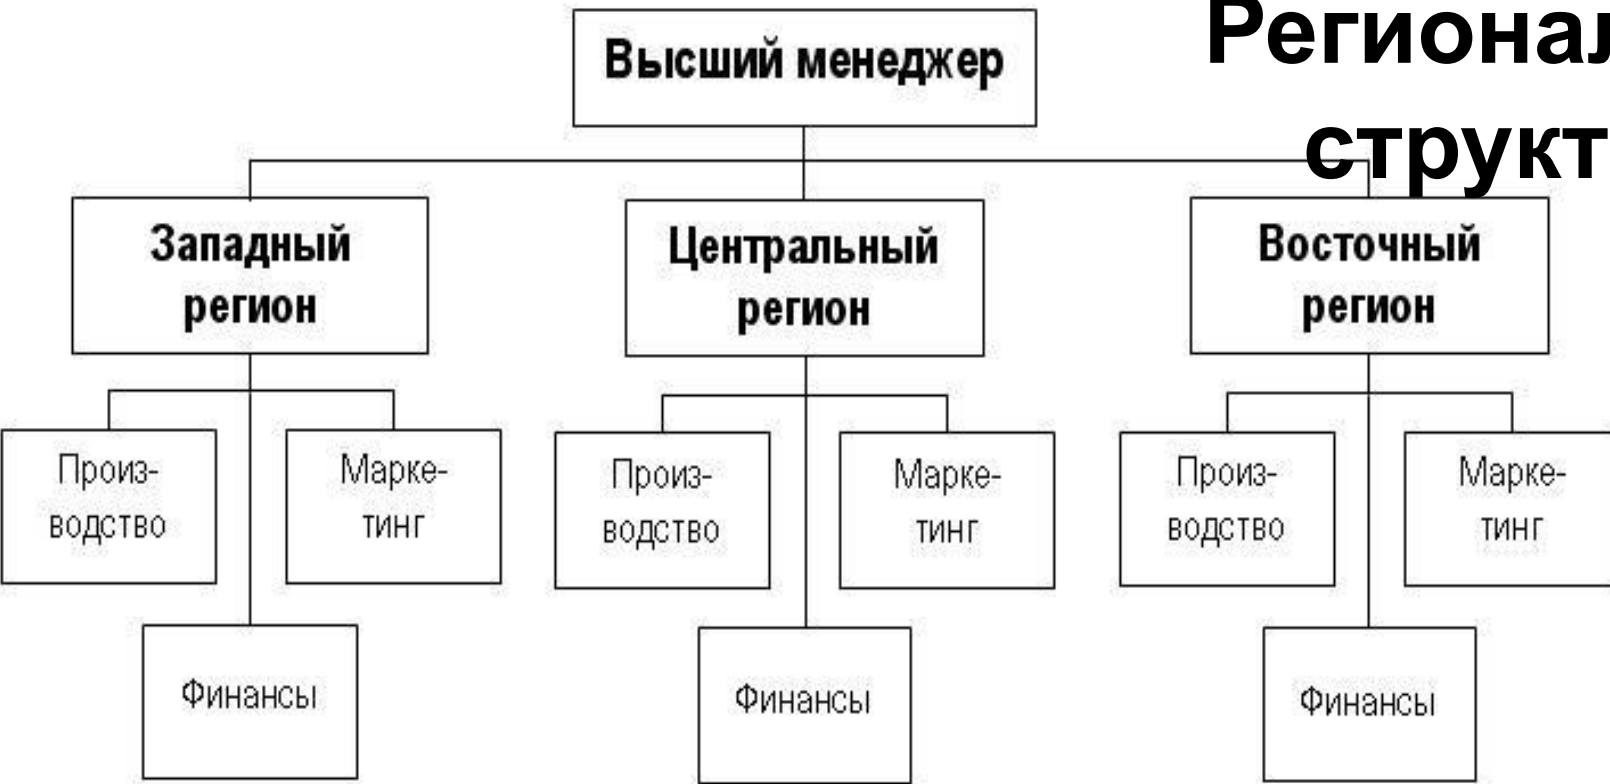 Высший менеджер
Регионал
структ
Западный
регион
Центральный
регион
Восточный
регион
Произ-
водство
Марке-
тинг
Финансы
Произ-
водство
Марке-
тинг
Финансы
Произ-
водство
Марке-
тинг
Финансы